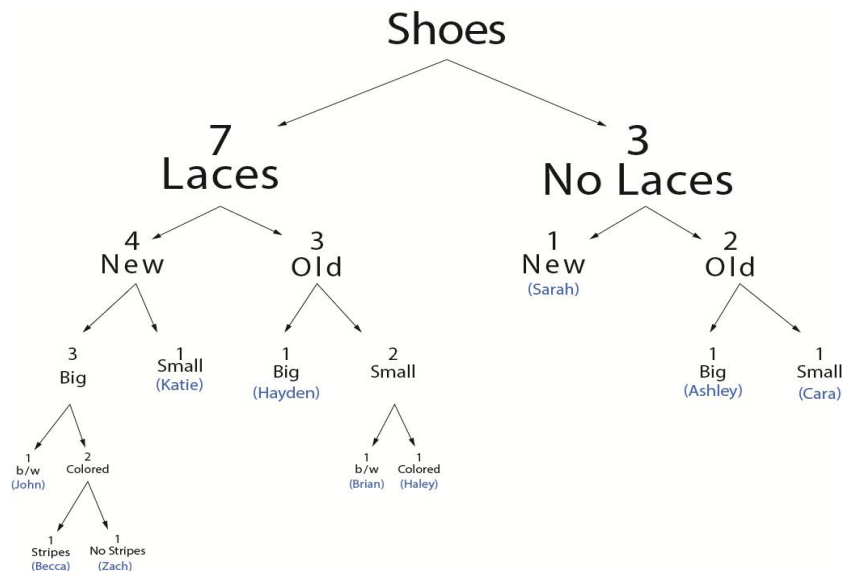 Shoes
7
Laces
3
No Laces
4
New
3
Old
1
New
(Sarah)
2
Old
3
Big
1
Small
(Katie)
1
Big
(Hayden)
2
Small
1
Big
(Ashley)
1
Small
(Cara)
1
b/w
(John)
2
Colored
1
b/w
(Brian)
1
Colored
(Haley)
1
Stripes
(Becca)
1
No Stripes
(Zach)